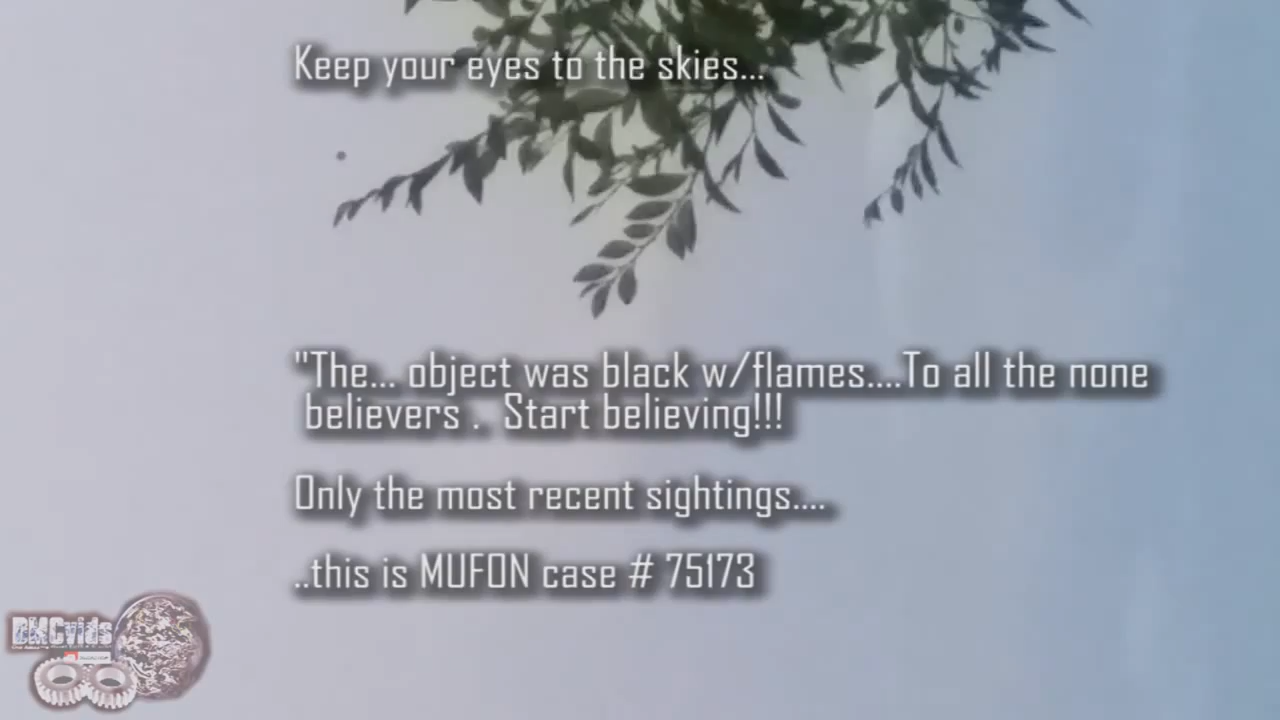 Keep your eyes to the skies...
"The... object was black w/flames....To all the none
believers .  Start believing!!!
Only the most recent sightings....
..this is MUFON case # 75173
DMCvids